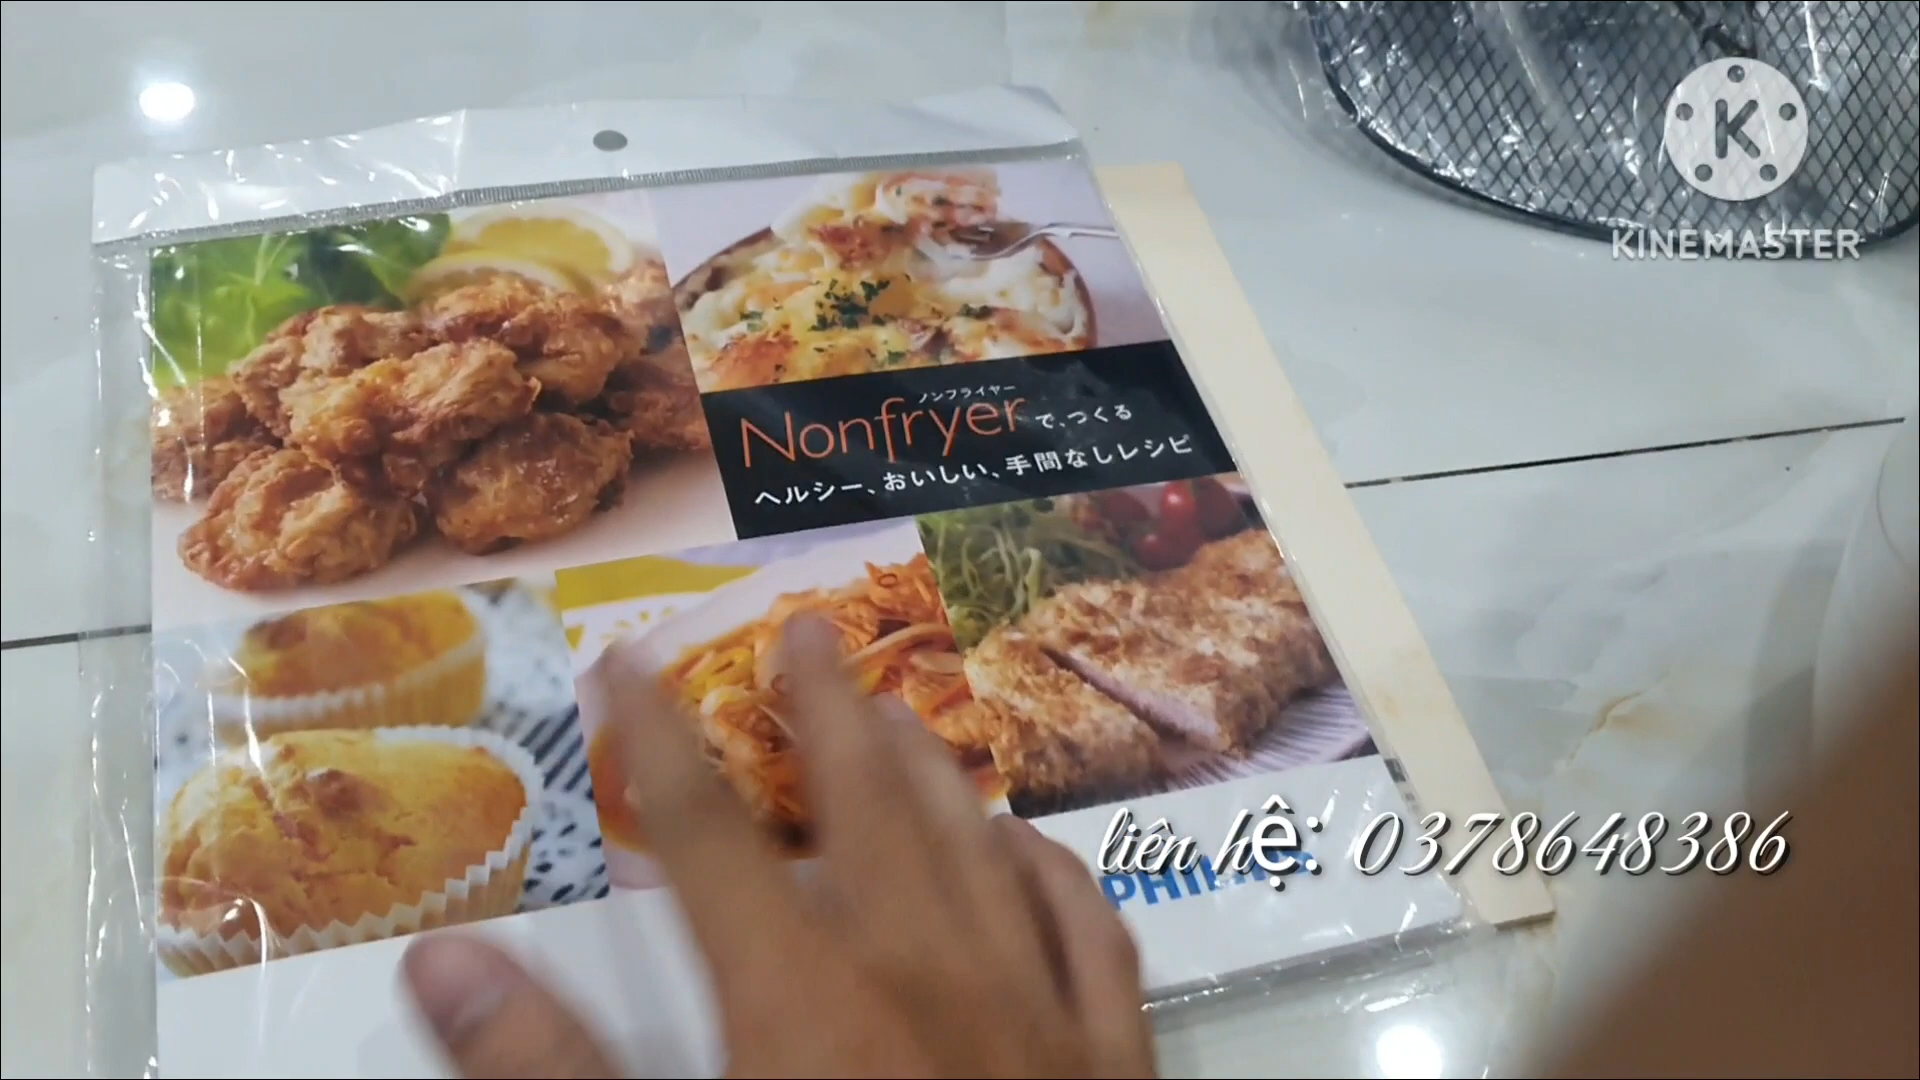 KINEMASTER
ノンフライヤー
Nonfryer で、つくる
ヘルシー、おいしい、手間なしレシピ
liên hệ: 0378648386
PHILIPS